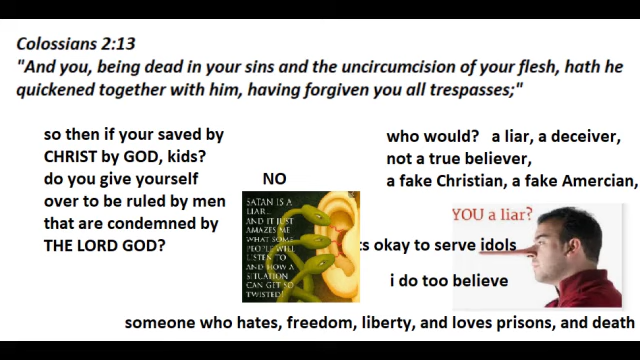 Colossians 2:13
"And you, being dead in your sins and the uncircumcision of your flesh, hath he
quickened together with him, having forgiven you all trespasses;"
so then if your saved by
CHRIST by GOD, kids?
do you give yourself
over to be ruled by men
that are condemned by
THE LORD GOD?
NO
SATAN IS A
LIAR...
AND IT JUST
AMAZES ME
WHAT SOME
PEOPLE WILL
LISTEN TO
AND HOW A
SITUATION
CAN GET SO
TWISTED!
who would? a liar, a deceiver,
not a true believer,
a fake Christian, a fake Amercian,
YOU a liar?
s okay to serve idols
i do too believe
someone who hates, freedom, liberty, and loves prisons, and death